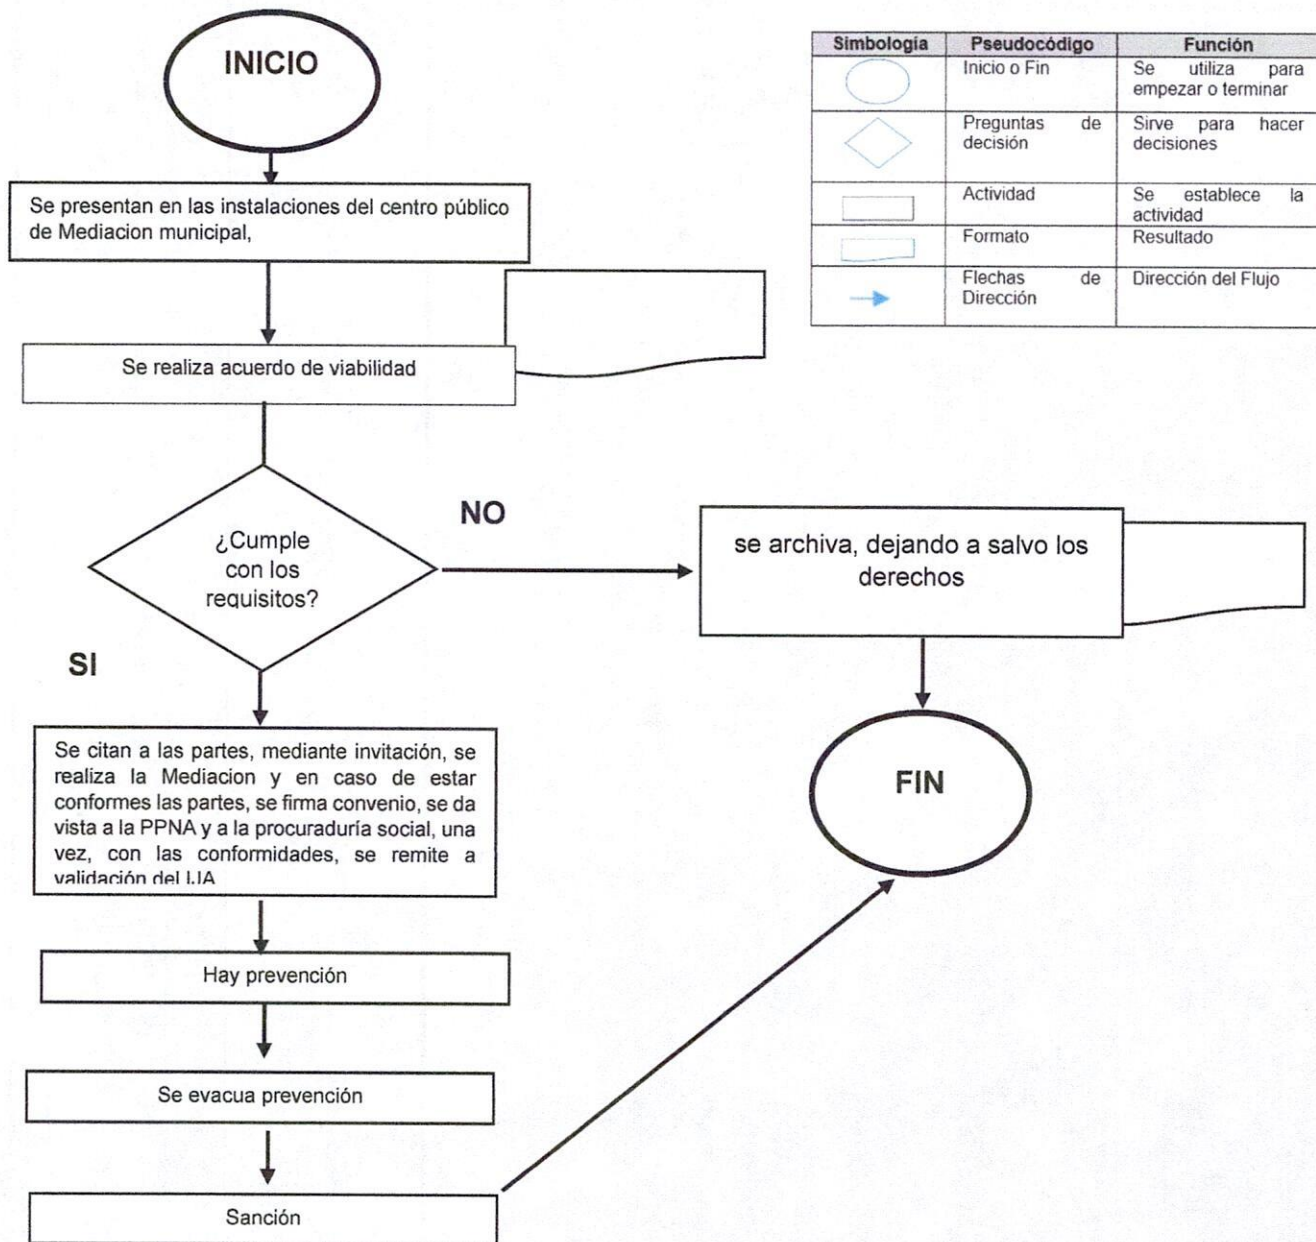 INICIO
Se presentan en las instalaciones del centro público
de Mediacion municipal,
Se realiza acuerdo de viabilidad
¿Cumple
con los
requisitos?
NO
se archiva, dejando a salvo los
derechos
FIN
SI
Se citan a las partes, mediante invitación, se
realiza la Mediacion y en caso de estar
conformes las partes, se firma convenio, se da
vista a la PPNA y a la procuraduría social, una
vez, con las conformidades, se remite a
validación del IJA
Hay prevención
Se evacua prevención
Sanción
Simbología Pseudocódigo Función
Inicio o Fin Se utiliza para
empezar o terminar
Preguntas de Sirve para hacer
decisión decisiones
Actividad Se establece la
actividad
Formato Resultado
Flechas de Dirección del Flujo
Dirección